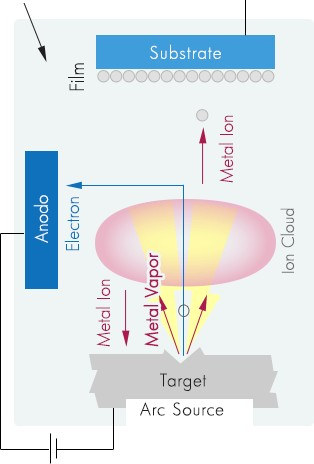 Substrate
Film
Metal Ion
Anodo
Electron
Ion Cloud
Metal Ion
Metal Vapor
Target
Arc Source